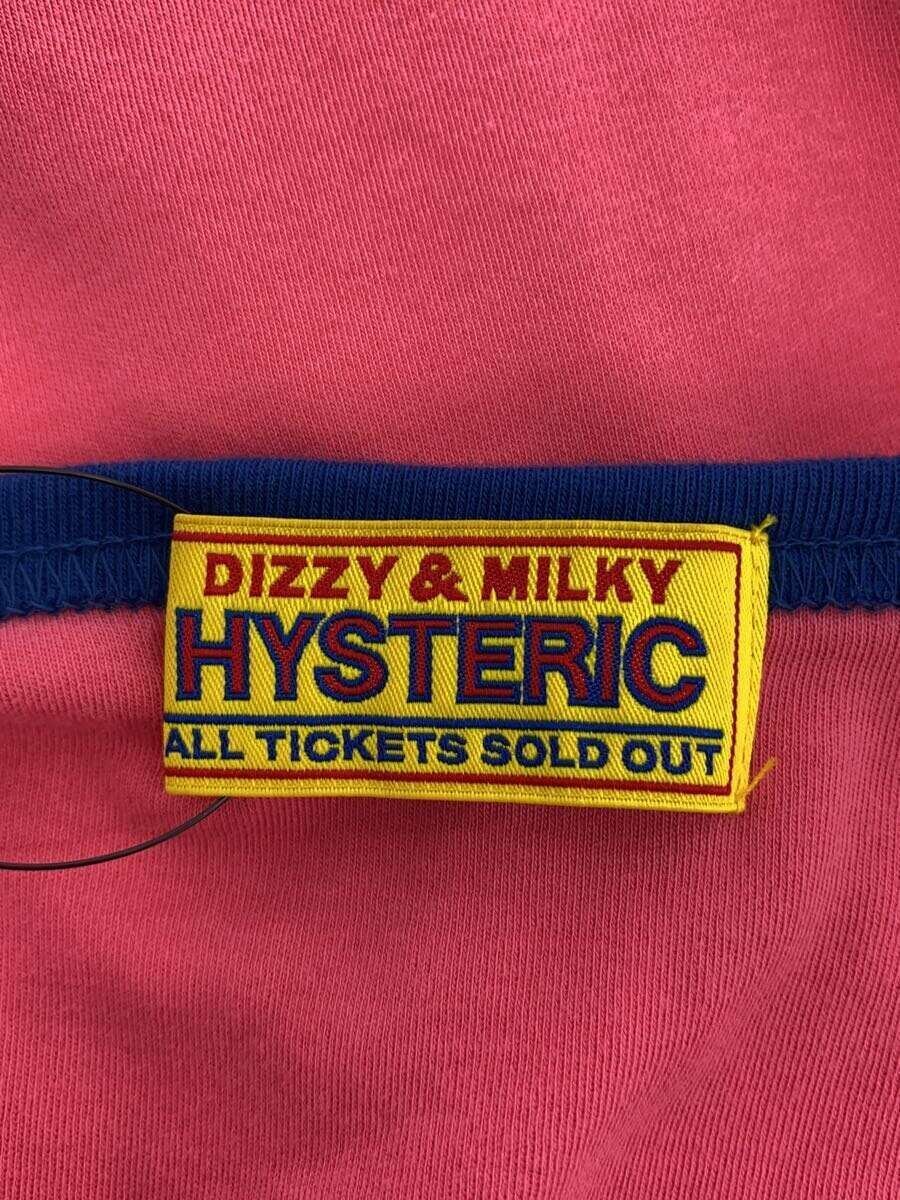 DIZZY & MILKY
HYSTERIC
ALL TICKETS SOLD OUT